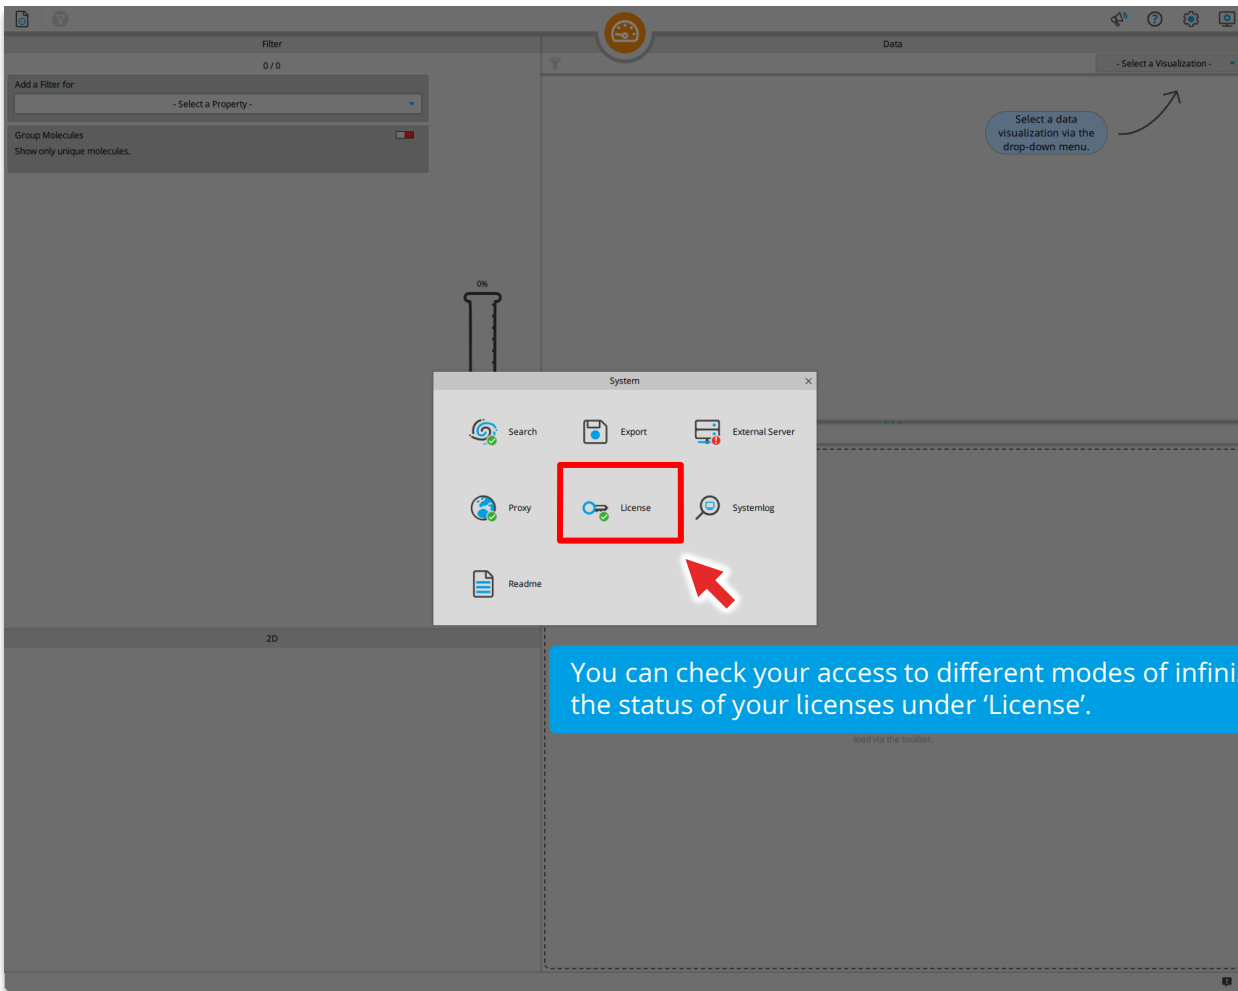 Filter
Data
0 / 0
- Select a Visualization -
Add a Filter for
- Select a Property -
Group Molecules
Show only unique molecules.
Select a data
visualization via the
drop-down menu.
0%
System
Search
Export
External Server
Proxy
License
Systemlog
Readme
2D
You can check your access to different modes of
the status of your licenses under ‘License’.
load via the toolbar.